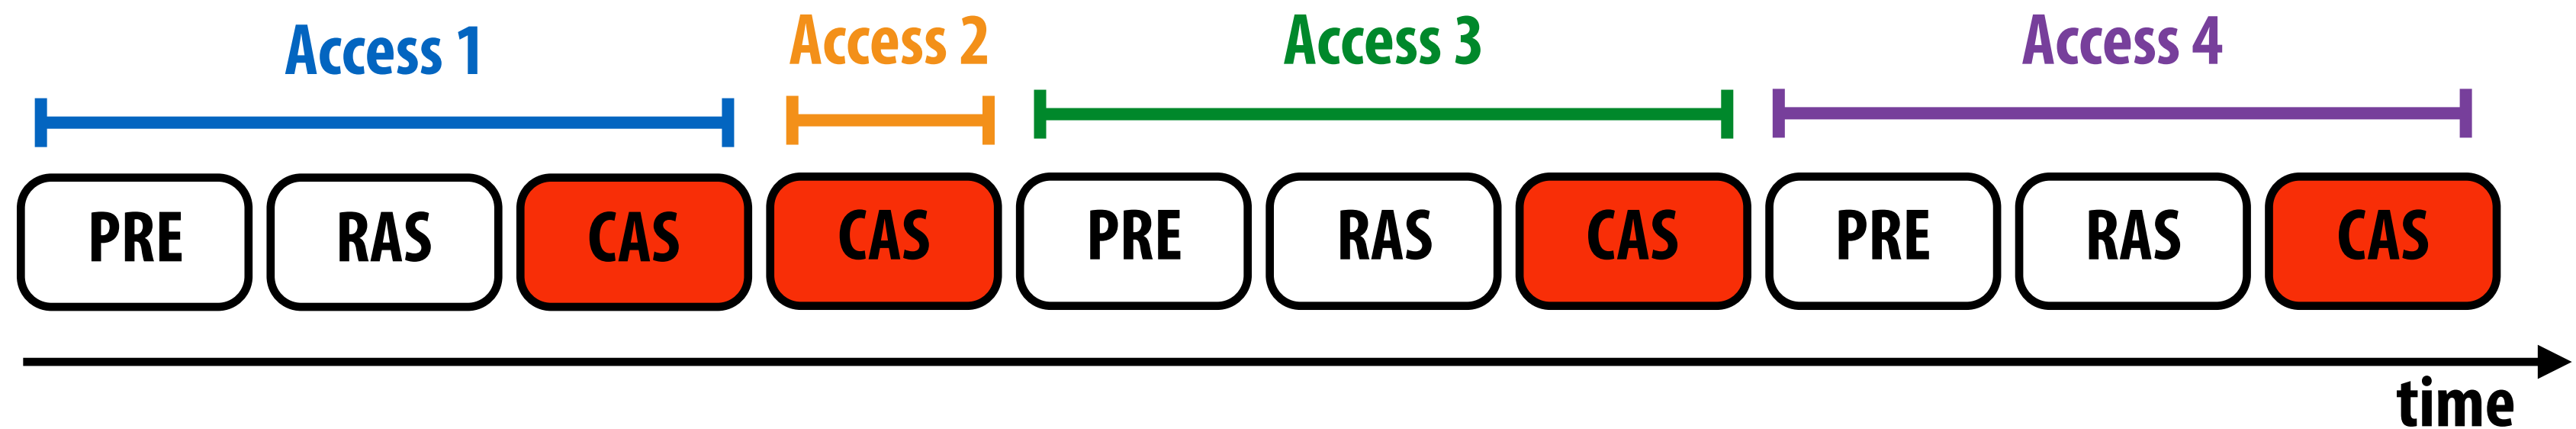 Access 1 Access 2 Access 3 Access 4
PRE RAS CAS CAS PRE RAS CAS PRE RAS CAS
time